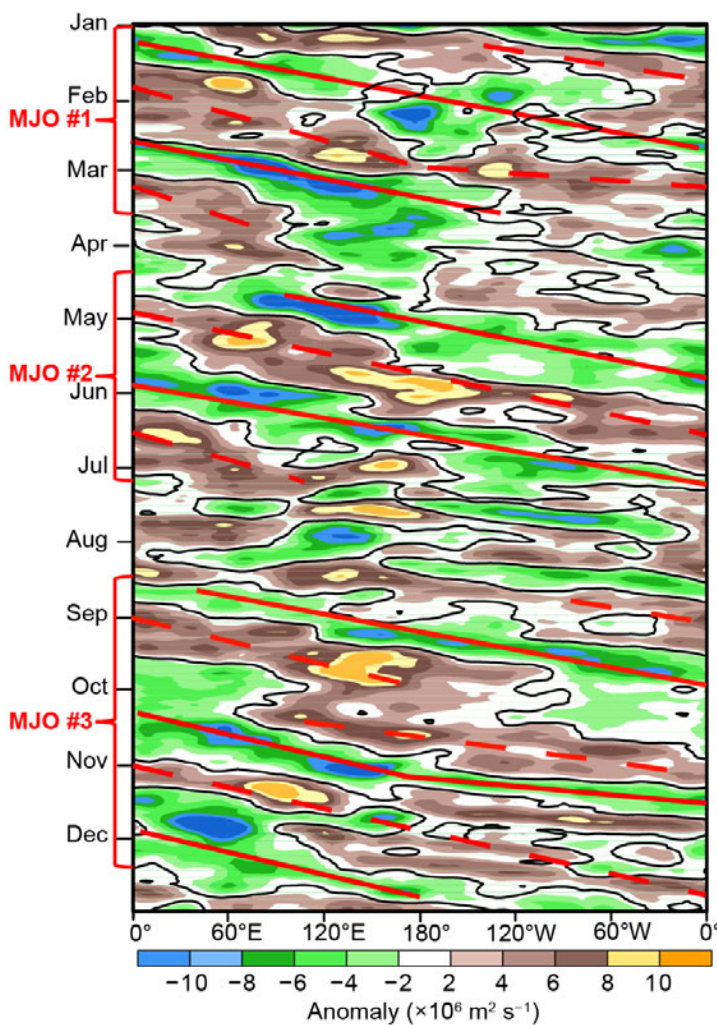 Jan
Feb
MJO #1
Mar
Apr
May
MJO #2
Jun
Jul
Aug
Sep
Oct
MJO #3
Nov
Dec
0° 60°E 120°E 180° 120°W 60°W 0°
−10 −8 −6 −4 −2 2 4 6 8 10
Anomaly (×10⁶ m² s⁻¹)